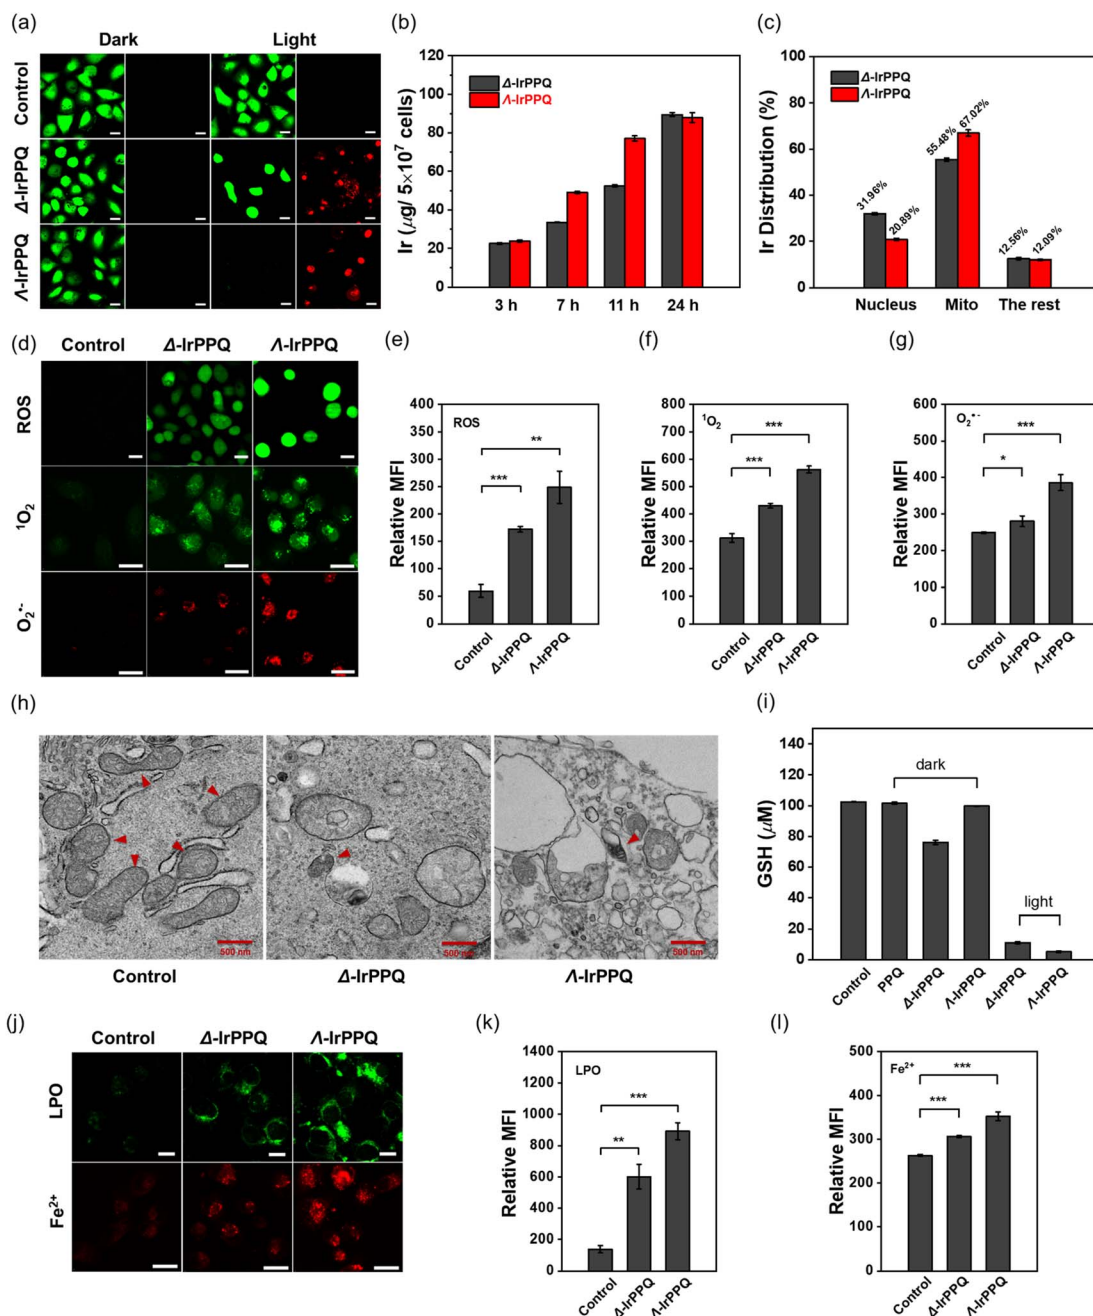 (a)
Dark Light
Control
Δ-IrPPQ
Λ-IrPPQ
(b)
Ir (μg/ 5×10⁷ cells)
120
100
80
60
40
20
0
Δ-IrPPQ
Λ-IrPPQ
3 h 7 h 11 h 24 h
(c)
Ir Distribution (%)
100
80
60
40
20
0
Δ-IrPPQ
Λ-IrPPQ
31.96%
20.89%
55.48%
67.02%
12.56%
12.09%
Nucleus Mito The rest
(d)
Control Δ-IrPPQ Λ-IrPPQ
ROS
¹O₂
O₂•-
(e)
Relative MFI
400
350
300
250
200
150
100
50
0
ROS
***
**
Control Δ-IrPPQ Λ-IrPPQ
(f)
Relative MFI
800
700
600
500
400
300
200
100
0
¹O₂
***
***
Control Δ-IrPPQ Λ-IrPPQ
(g)
Relative MFI
600
500
400
300
200
100
0
O₂•-
***
*
Control Δ-IrPPQ Λ-IrPPQ
(h)
500 nm
500 nm
500 nm
Control Δ-IrPPQ Λ-IrPPQ
(i)
GSH (μM)
140
120
100
80
60
40
20
0
dark
light
Control PPQ Δ-IrPPQ Λ-IrPPQ Δ-IrPPQ Λ-IrPPQ
(j)
Control Δ-IrPPQ Λ-IrPPQ
LPO
Fe²⁺
(k)
Relative MFI
1400
1200
1000
800
600
400
200
0
LPO
***
**
Control Δ-IrPPQ Λ-IrPPQ
(l)
Relative MFI
500
400
300
200
100
0
Fe²⁺
***
***
Control Δ-IrPPQ Λ-IrPPQ